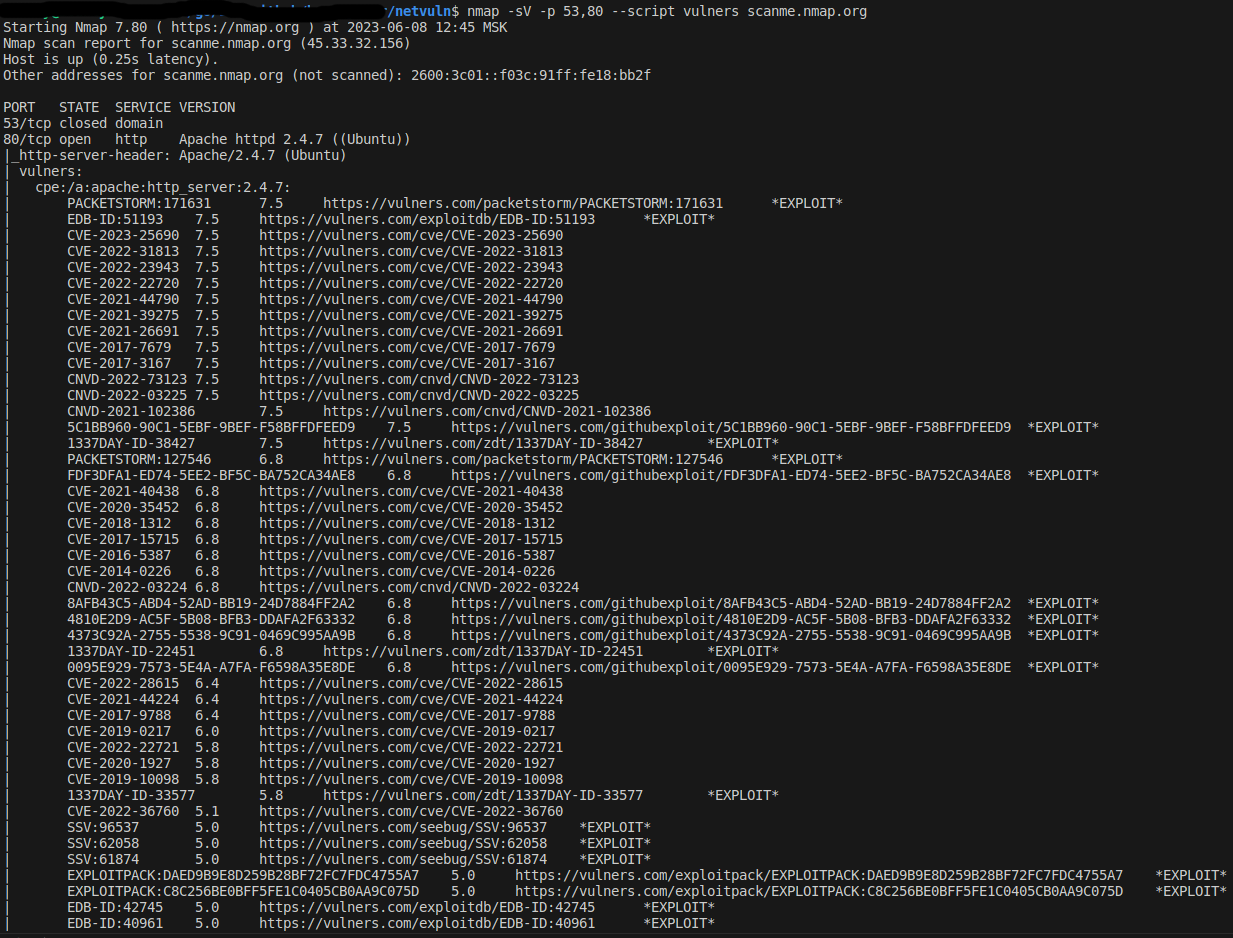 /netvuln$ nmap -sV -p 53,80 --script vulners scanme.nmap.org
Starting Nmap 7.80 ( https://nmap.org ) at 2023-06-08 12:45 MSK
Nmap scan report for scanme.nmap.org (45.33.32.156)
Host is up (0.25s latency).
Other addresses for scanme.nmap.org (not scanned): 2600:3c01::f03c:91ff:fe18:bb2f

PORT   STATE  SERVICE VERSION
53/tcp closed domain
80/tcp open   http    Apache httpd 2.4.7 ((Ubuntu))
|_http-server-header: Apache/2.4.7 (Ubuntu)
| vulners:
|   cpe:/a:apache:http_server:2.4.7:
|       PACKETSTORM:171631      7.5     https://vulners.com/packetstorm/PACKETSTORM:171631      *EXPLOIT*
|       EDB-ID:51193    7.5     https://vulners.com/exploitdb/EDB-ID:51193      *EXPLOIT*
|       CVE-2023-25690  7.5     https://vulners.com/cve/CVE-2023-25690
|       CVE-2022-31813  7.5     https://vulners.com/cve/CVE-2022-31813
|       CVE-2022-23943  7.5     https://vulners.com/cve/CVE-2022-23943
|       CVE-2022-22720  7.5     https://vulners.com/cve/CVE-2022-22720
|       CVE-2021-44790  7.5     https://vulners.com/cve/CVE-2021-44790
|       CVE-2021-39275  7.5     https://vulners.com/cve/CVE-2021-39275
|       CVE-2021-26691  7.5     https://vulners.com/cve/CVE-2021-26691
|       CVE-2017-7679   7.5     https://vulners.com/cve/CVE-2017-7679
|       CVE-2017-3167   7.5     https://vulners.com/cve/CVE-2017-3167
|       CNVD-2022-73123 7.5     https://vulners.com/cnvd/CNVD-2022-73123
|       CNVD-2022-03225 7.5     https://vulners.com/cnvd/CNVD-2022-03225
|       CNVD-2021-102386        7.5     https://vulners.com/cnvd/CNVD-2021-102386
|       5C1BB960-90C1-5EBF-9BEF-F58BFFDFEED9    7.5     https://vulners.com/githubexploit/5C1BB960-90C1-5EBF-9BEF-F58BFFDFEED9  *EXPLOIT*
|       1337DAY-ID-38427        7.5     https://vulners.com/zdt/1337DAY-ID-38427        *EXPLOIT*
|       PACKETSTORM:127546      6.8     https://vulners.com/packetstorm/PACKETSTORM:127546      *EXPLOIT*
|       FDF3DFA1-ED74-5EE2-BF5C-BA752CA34AE8    6.8     https://vulners.com/githubexploit/FDF3DFA1-ED74-5EE2-BF5C-BA752CA34AE8  *EXPLOIT*
|       CVE-2021-40438  6.8     https://vulners.com/cve/CVE-2021-40438
|       CVE-2020-35452  6.8     https://vulners.com/cve/CVE-2020-35452
|       CVE-2018-1312   6.8     https://vulners.com/cve/CVE-2018-1312
|       CVE-2017-15715  6.8     https://vulners.com/cve/CVE-2017-15715
|       CVE-2016-5387   6.8     https://vulners.com/cve/CVE-2016-5387
|       CVE-2014-0226   6.8     https://vulners.com/cve/CVE-2014-0226
|       CNVD-2022-03224 6.8     https://vulners.com/cnvd/CNVD-2022-03224
|       8AFB43C5-ABD4-52AD-BB19-24D7884FF2A2    6.8     https://vulners.com/githubexploit/8AFB43C5-ABD4-52AD-BB19-24D7884FF2A2  *EXPLOIT*
|       4810E2D9-AC5F-5B08-BFB3-DDAFA2F63332    6.8     https://vulners.com/githubexploit/4810E2D9-AC5F-5B08-BFB3-DDAFA2F63332  *EXPLOIT*
|       4373C92A-2755-5538-9C91-0469C995AA9B    6.8     https://vulners.com/githubexploit/4373C92A-2755-5538-9C91-0469C995AA9B  *EXPLOIT*
|       1337DAY-ID-22451        6.8     https://vulners.com/zdt/1337DAY-ID-22451        *EXPLOIT*
|       0095E929-7573-5E4A-A7FA-F6598A35E8DE    6.8     https://vulners.com/githubexploit/0095E929-7573-5E4A-A7FA-F6598A35E8DE  *EXPLOIT*
|       CVE-2022-28615  6.4     https://vulners.com/cve/CVE-2022-28615
|       CVE-2021-44224  6.4     https://vulners.com/cve/CVE-2021-44224
|       CVE-2017-9788   6.4     https://vulners.com/cve/CVE-2017-9788
|       CVE-2019-0217   6.0     https://vulners.com/cve/CVE-2019-0217
|       CVE-2022-22721  5.8     https://vulners.com/cve/CVE-2022-22721
|       CVE-2020-1927   5.8     https://vulners.com/cve/CVE-2020-1927
|       CVE-2019-10098  5.8     https://vulners.com/cve/CVE-2019-10098
|       1337DAY-ID-33577        5.8     https://vulners.com/zdt/1337DAY-ID-33577        *EXPLOIT*
|       CVE-2022-36760  5.1     https://vulners.com/cve/CVE-2022-36760
|       SSV:96537       5.0     https://vulners.com/seebug/SSV:96537    *EXPLOIT*
|       SSV:62058       5.0     https://vulners.com/seebug/SSV:62058    *EXPLOIT*
|       SSV:61874       5.0     https://vulners.com/seebug/SSV:61874    *EXPLOIT*
|       EXPLOITPACK:DAED9B9E8D259B28BF72FC7FDC4755A7    5.0     https://vulners.com/exploitpack/EXPLOITPACK:DAED9B9E8D259B28BF72FC7FDC4755A7    *EXPLOIT*
|       EXPLOITPACK:C8C256BE0BFF5FE1C0405CB0AA9C075D    5.0     https://vulners.com/exploitpack/EXPLOITPACK:C8C256BE0BFF5FE1C0405CB0AA9C075D    *EXPLOIT*
|       EDB-ID:42745    5.0     https://vulners.com/exploitdb/EDB-ID:42745      *EXPLOIT*
|       EDB-ID:40961    5.0     https://vulners.com/exploitdb/EDB-ID:40961      *EXPLOIT*